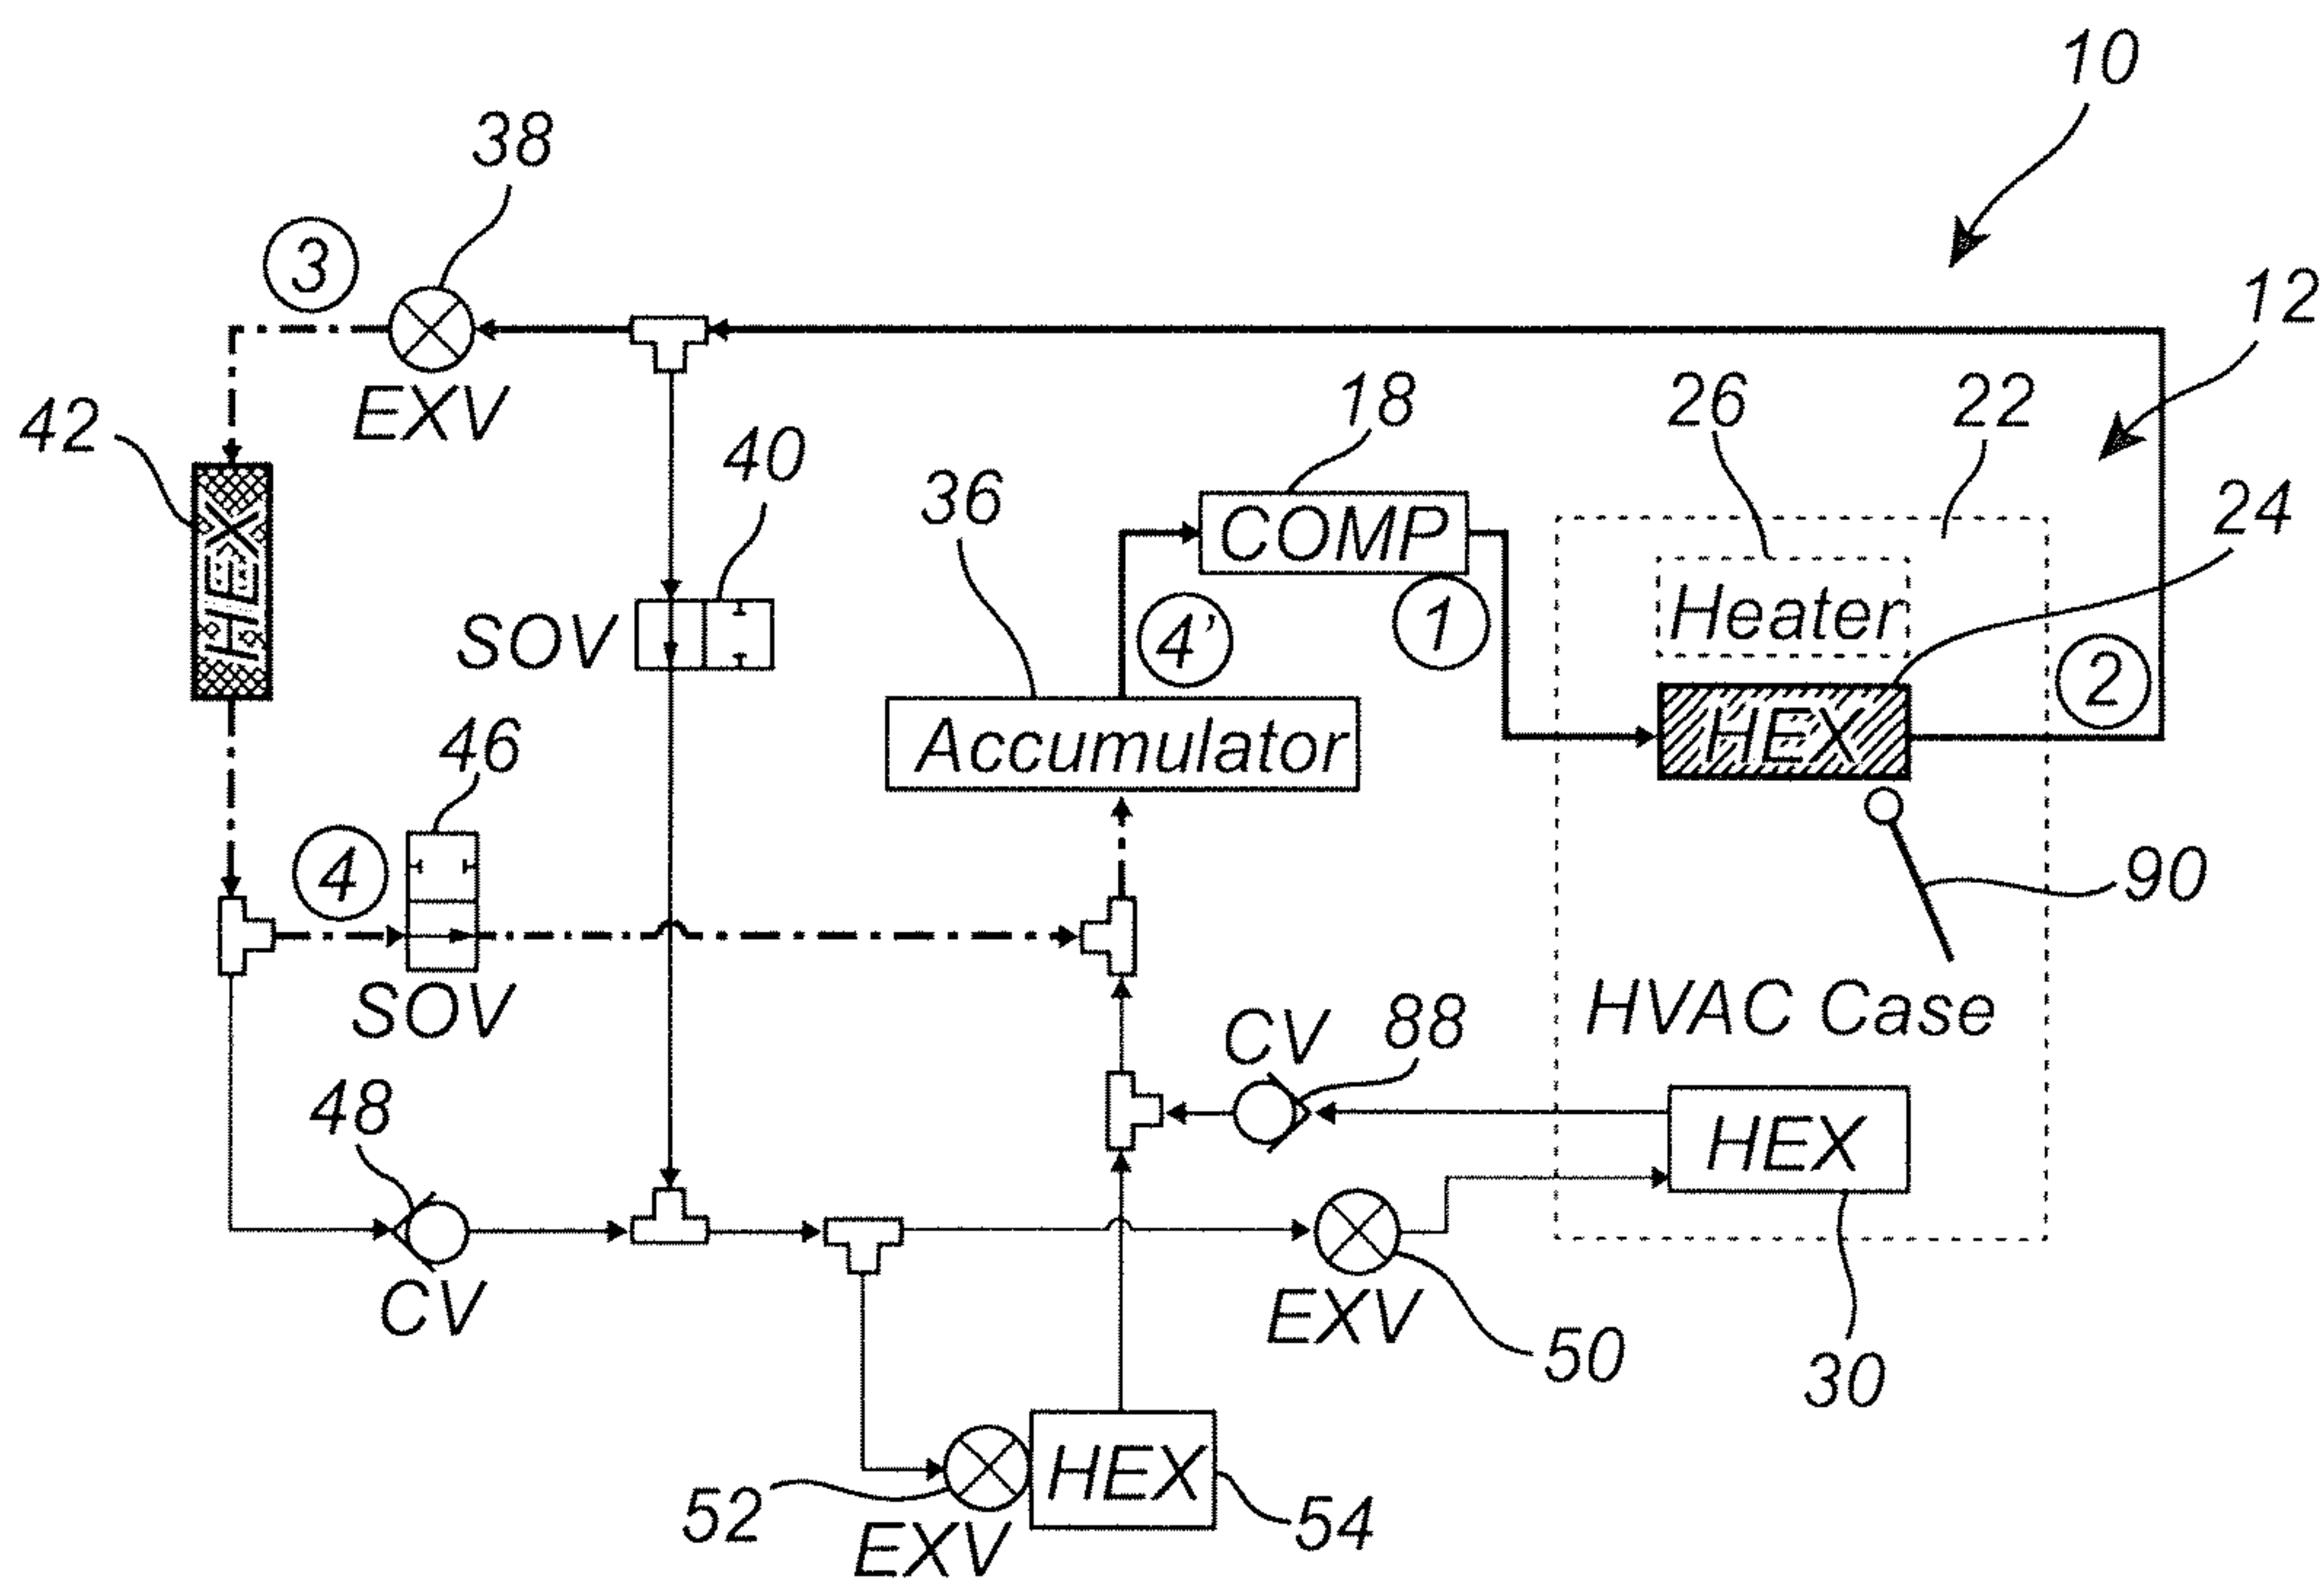 10
38
3
12
EXV
42
18
26
22
40
36
24
COMP
HEX
SOV
4’
1
Heater
2
46
Accumulator
HEX
4
90
SOV
HVAC Case
CV
88
48
HEX
CV
EXV
50
30
HEX
52
54
EXV